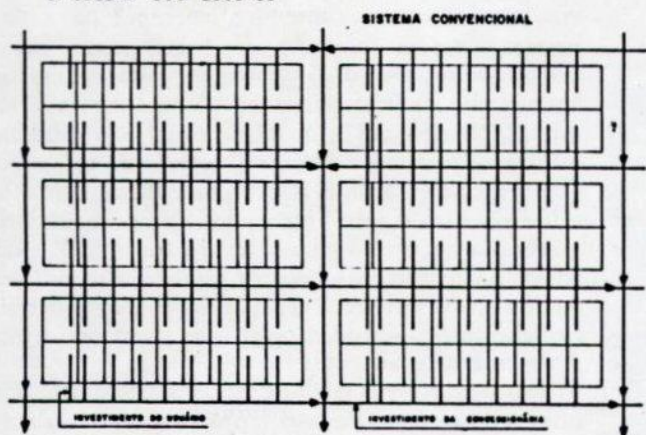 SISTEMA CONVENCIONAL
INVESTIMENTO DO USUÁRIO
INVESTIMENTO DA CONCESSIONÁRIA